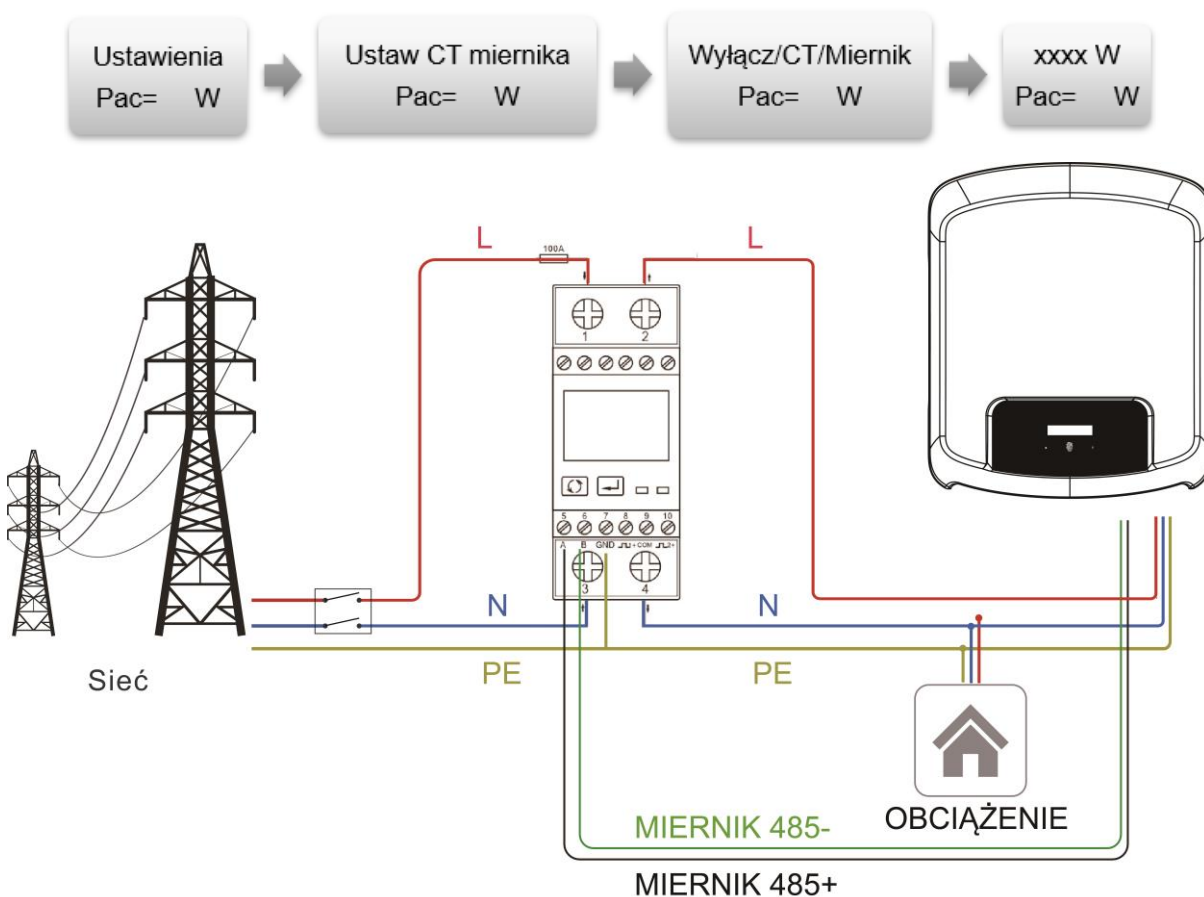 Ustawienia
Pac= W
Ustaw CT miernika
Pac= W
Wyłącz/CT/Miernik
Pac= W
xxxx W
Pac= W
L
100A
L
1 2
5 6 7 8 9 10
A B GND + COM +
3 4
N
N
PE
PE
Sieć
OBCIĄŻENIE
MIERNIK 485-
MIERNIK 485+